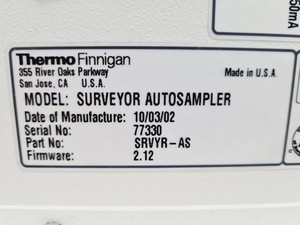 50mA
Thermo Finnigan
355 River Oaks Parkway
San Jose, CA U.S.A.
Made in U.S.A.
MODEL: SURVEYOR AUTOSAMPLER
Date of Manufacture: 10/03/02
Serial No: 77330
Part No: SRVYR-AS
Firmware: 2.12